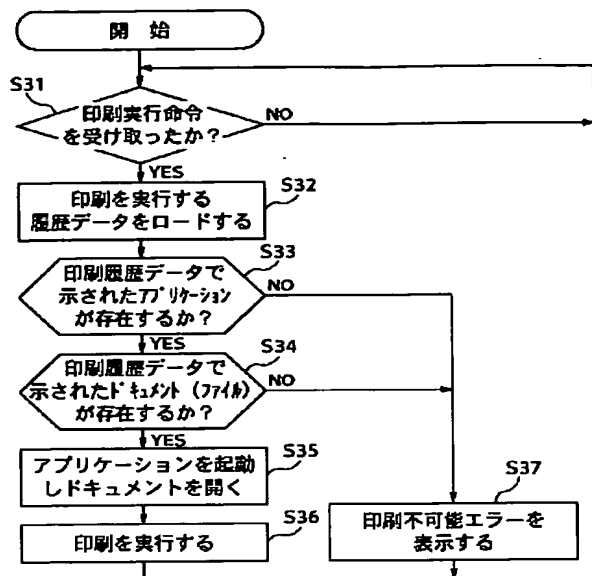 開 始
S31
印刷実行命令
を受け取ったか？
NO
YES
S32
印刷を実行する
履歴データをロードする
S33
印刷履歴データで
示されたｱﾌﾟﾘｹｰｼｮﾝ
が存在するか？
NO
YES
S34
印刷履歴データで
示されたﾄﾞｷｭﾒﾝﾄ（ﾌｧｲﾙ）
が存在するか？
NO
YES
S35
アプリケーションを起動
しドキュメントを開く
S36
印刷を実行する
S37
印刷不可能エラーを
表示する